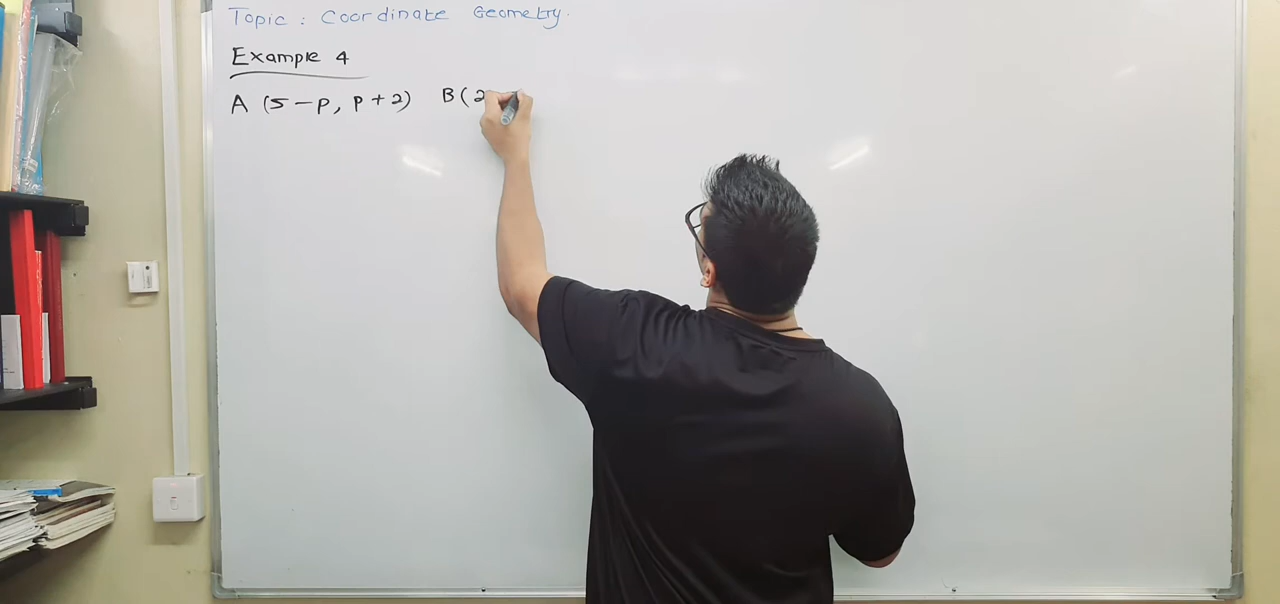 Topic : Coordinate Geometry.
Example 4
A (5 - p, p + 2) B ( 2